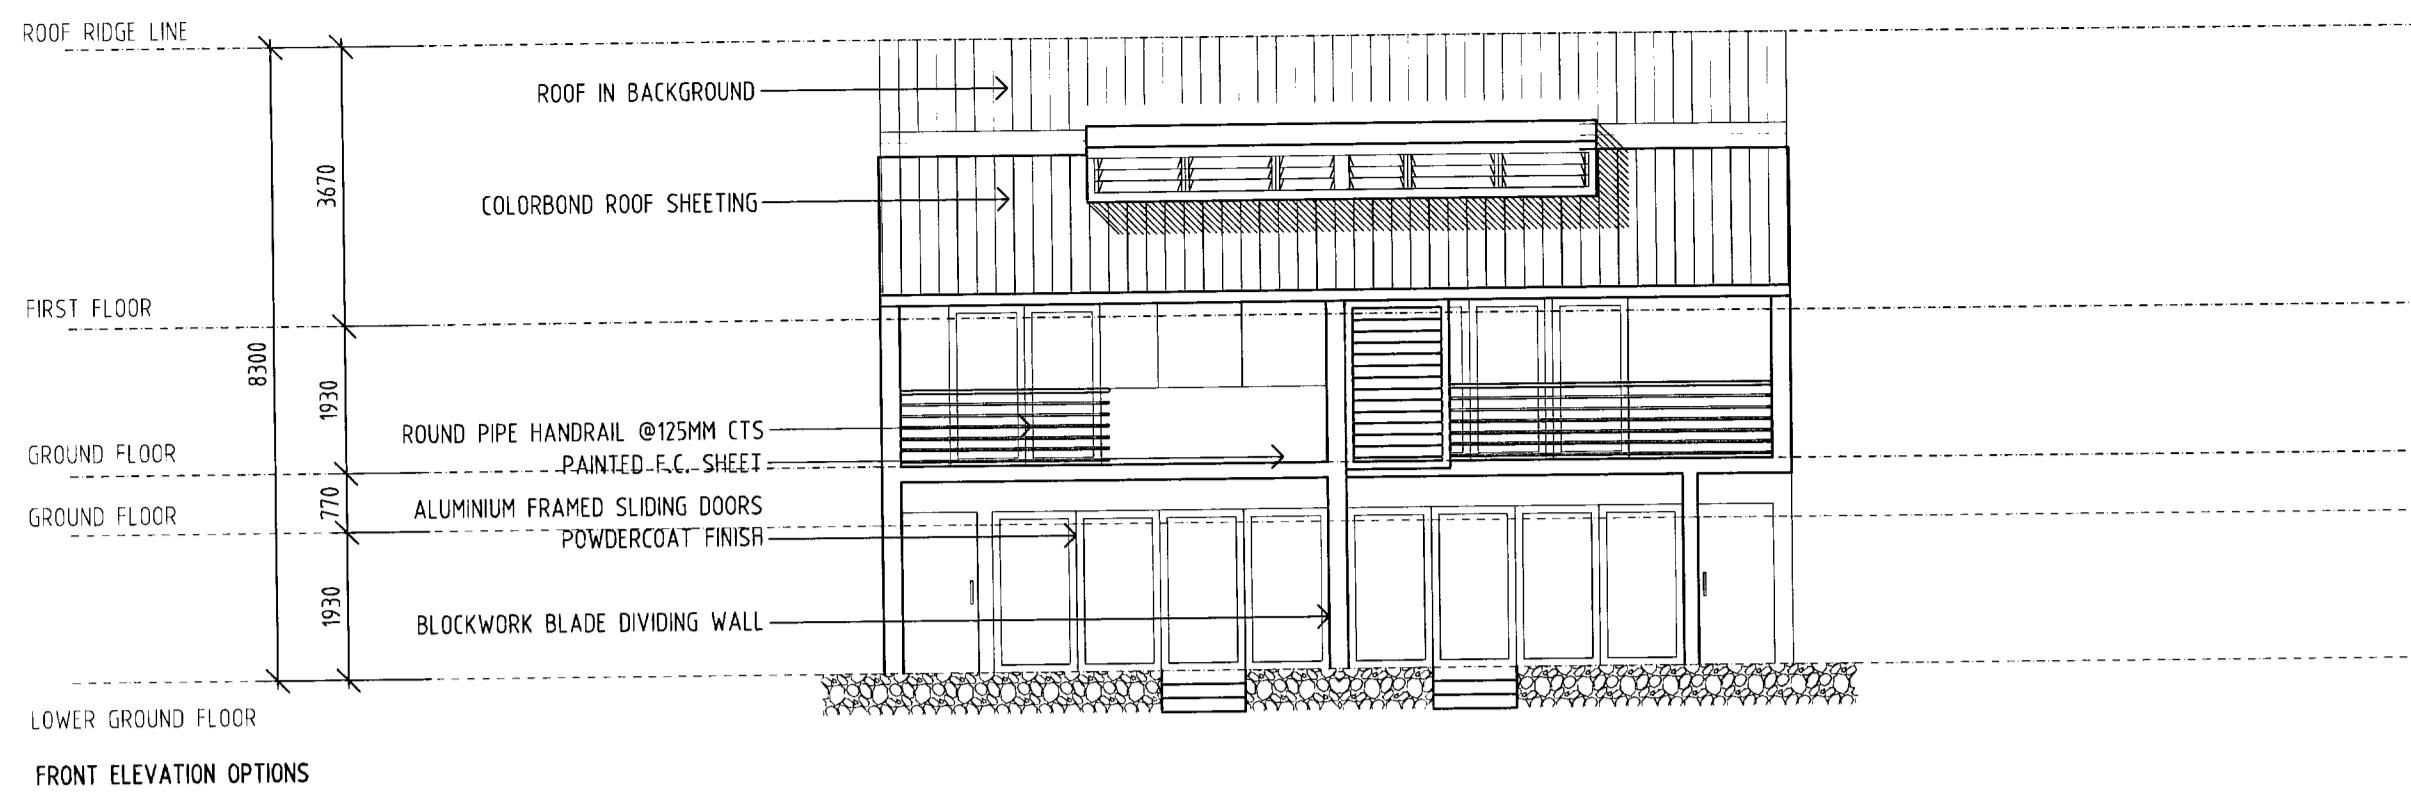 ROOF RIDGE LINE
ROOF IN BACKGROUND
3670
COLORBOND ROOF SHEETING
FIRST FLOOR
8300
1930
ROUND PIPE HANDRAIL @125MM CTS
GROUND FLOOR
PAINTED F.C. SHEET
770
ALUMINIUM FRAMED SLIDING DOORS
GROUND FLOOR
POWDERCOAT FINISH
1930
BLOCKWORK BLADE DIVIDING WALL
LOWER GROUND FLOOR
FRONT ELEVATION OPTIONS